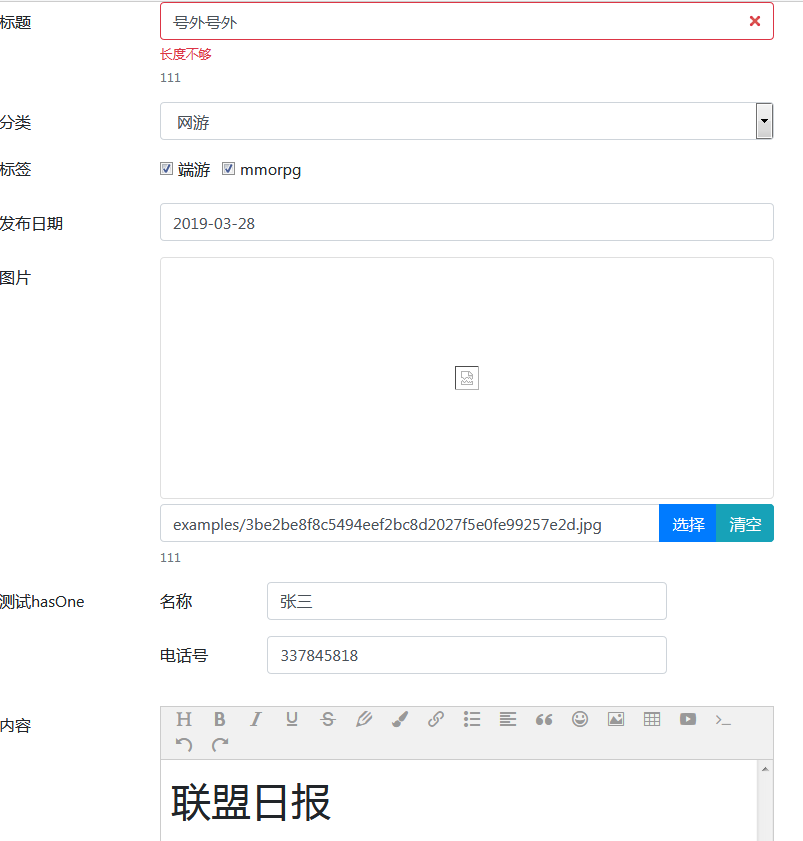 标题 号外号外
长度不够
111
分类 网游
标签 端游 mmorpg
发布日期 2019-03-28
图片
examples/3be2be8f8c5494eef2bc8d2027f5e0fe99257e2d.jpg 选择 清空
111
测试hasOne 名称 张三
电话号 337845818
内容
联盟日报